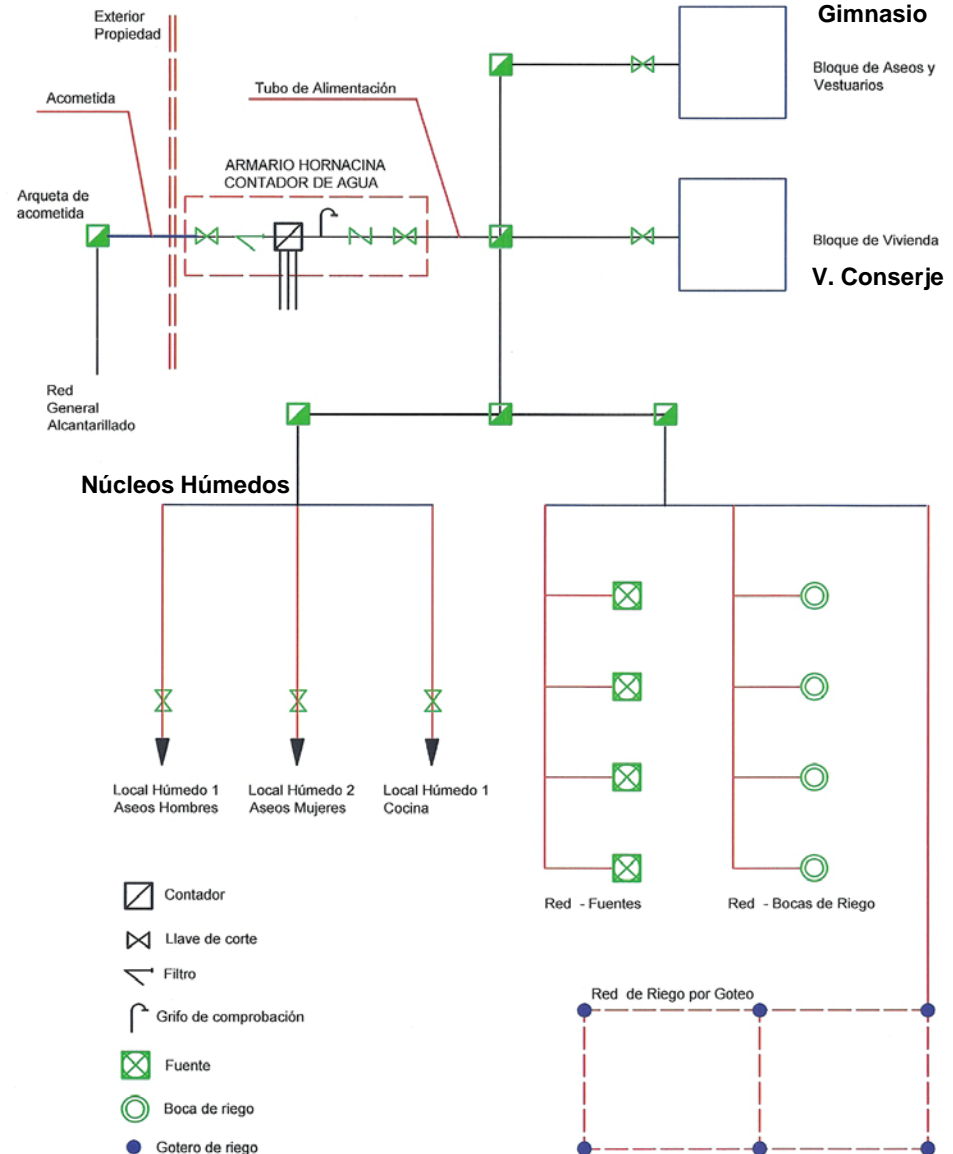 Exterior
Propiedad
Gimnasio
Bloque de Aseos y
Vestuarios
Acometida
Tubo de Alimentación
ARMARIO HORNACINA
CONTADOR DE AGUA
Arqueta de
acometida
Bloque de Vivienda
V. Conserje
Red
General
Alcantarillado
Núcleos Húmedos
Local Húmedo 1
Aseos Hombres
Local Húmedo 2
Aseos Mujeres
Local Húmedo 1
Cocina
Red - Fuentes
Red - Bocas de Riego
Contador
Llave de corte
Filtro
Grifo de comprobación
Fuente
Boca de riego
Gotero de riego
Red de Riego por Goteo